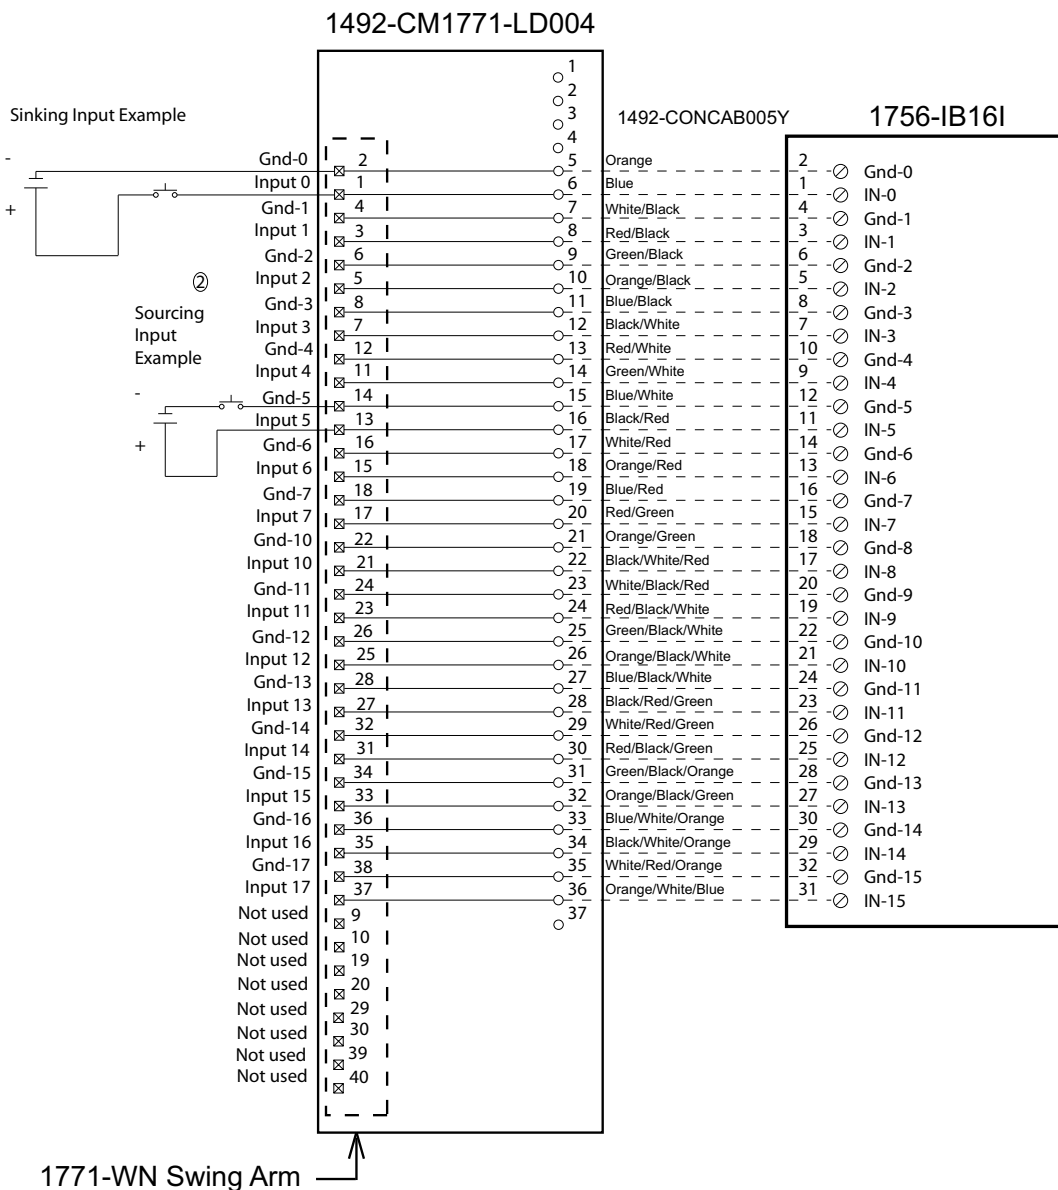 1492-CM1771-LD004
1
2
3
4
Sinking Input Example
1492-CONCAB005Y
1756-IB16I
-
+
Gnd-0 2 5 Orange 2 Gnd-0
Input 0 1 6 Blue 1 IN-0
Gnd-1 4 7 White/Black 4 Gnd-1
Input 1 3 8 Red/Black 3 IN-1
Gnd-2 6 9 Green/Black 6 Gnd-2
Input 2 5 10 Orange/Black 5 IN-2
②
Sourcing
Input
Example
Gnd-3 8 11 Blue/Black 8 Gnd-3
Input 3 7 12 Black/White 7 IN-3
Gnd-4 12 13 Red/White 10 Gnd-4
Input 4 11 14 Green/White 9 IN-4
-
+
Gnd-5 14 15 Blue/White 12 Gnd-5
Input 5 13 16 Black/Red 11 IN-5
Gnd-6 16 17 White/Red 14 Gnd-6
Input 6 15 18 Orange/Red 13 IN-6
Gnd-7 18 19 Blue/Red 16 Gnd-7
Input 7 17 20 Red/Green 15 IN-7
Gnd-10 22 21 Orange/Green 18 Gnd-8
Input 10 21 22 Black/White/Red 17 IN-8
Gnd-11 24 23 White/Black/Red 20 Gnd-9
Input 11 23 24 Red/Black/White 19 IN-9
Gnd-12 26 25 Green/Black/White 22 Gnd-10
Input 12 25 26 Orange/Black/White 21 IN-10
Gnd-13 28 27 Blue/Black/White 24 Gnd-11
Input 13 27 28 Black/Red/Green 23 IN-11
Gnd-14 32 29 White/Red/Green 26 Gnd-12
Input 14 31 30 Red/Black/Green 25 IN-12
Gnd-15 34 31 Green/Black/Orange 28 Gnd-13
Input 15 33 32 Orange/Black/Green 27 IN-13
Gnd-16 36 33 Blue/White/Orange 30 Gnd-14
Input 16 35 34 Black/White/Orange 29 IN-14
Gnd-17 38 35 White/Red/Orange 32 Gnd-15
Input 17 37 36 Orange/White/Blue 31 IN-15
Not used 9 37
Not used 10
Not used 19
Not used 20
Not used 29
Not used 30
Not used 39
Not used 40
1771-WN Swing Arm